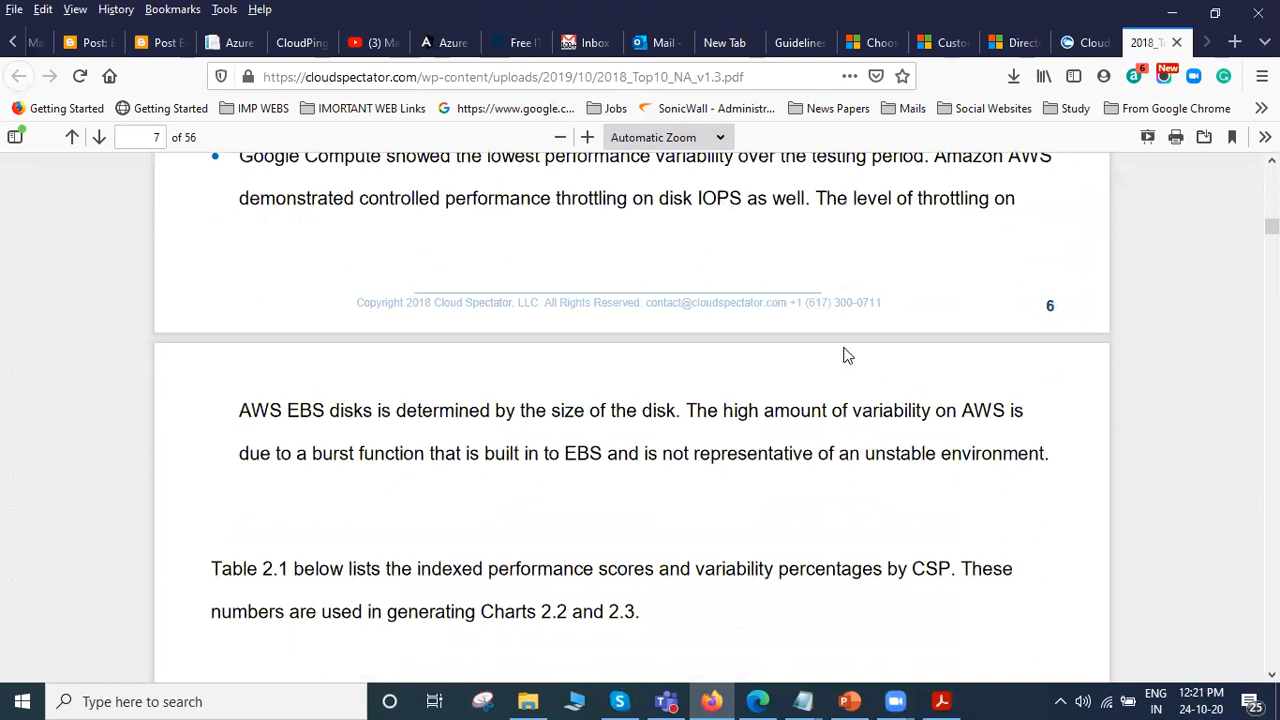 File Edit View History Bookmarks Tools Help
Ma Post: E Post E Azure CloudPing (3) M Azure Free IT 100+ Inbox Mail - New Tab Guidelines Choos Custo Direct Cloud 2018_To
https://cloudspectator.com/wp-content/uploads/2019/10/2018_Top10_NA_v1.3.pdf 6 New
Getting Started Getting Started IMP WEBS IMORTANT WEB Links https://www.google.c... Jobs SonicWall - Administr... News Papers Mails Social Websites Study From Google Chrome
7 of 56 Automatic Zoom
Google Compute showed the lowest performance variability over the testing period. Amazon AWS
demonstrated controlled performance throttling on disk IOPS as well. The level of throttling on
Copyright 2018 Cloud Spectator, LLC. All Rights Reserved. contact@cloudspectator.com +1 (617) 300-0711
6
AWS EBS disks is determined by the size of the disk. The high amount of variability on AWS is
due to a burst function that is built in to EBS and is not representative of an unstable environment.
Table 2.1 below lists the indexed performance scores and variability percentages by CSP. These
numbers are used in generating Charts 2.2 and 2.3.
Type here to search
ENG 12:21 PM
IN 24-10-20 25